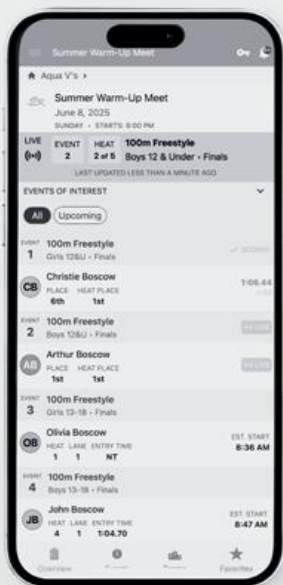 Summer Warm-Up Meet
Aqua V's
Summer Warm-Up Meet
June 8, 2025
SUNDAY • STARTS: 6:00 PM
LIVE EVENT HEAT 100m Freestyle
2 2 of 5 Boys 12 & Under • Finals
LAST UPDATED LESS THAN A MINUTE AGO
EVENTS OF INTEREST
All Upcoming
EVENT 100m Freestyle
1 Girls 12&U • Finals SCORED
CB Christie Boscow 1:06.44
PLACE HEAT PLACE
6th 1st
EVENT 100m Freestyle
2 Boys 12&U • Finals LIVE
AB Arthur Boscow LIVE
PLACE HEAT PLACE
1st 1st
EVENT 100m Freestyle
3 Girls 13-18 • Finals
OB Olivia Boscow EST. START
HEAT LANE ENTRY TIME 8:36 AM
1 1 NT
EVENT 100m Freestyle
4 Boys 13-18 • Finals
JB John Boscow EST. START
HEAT LANE ENTRY TIME 8:47 AM
4 1 1:04.70
Overview Events Favorites